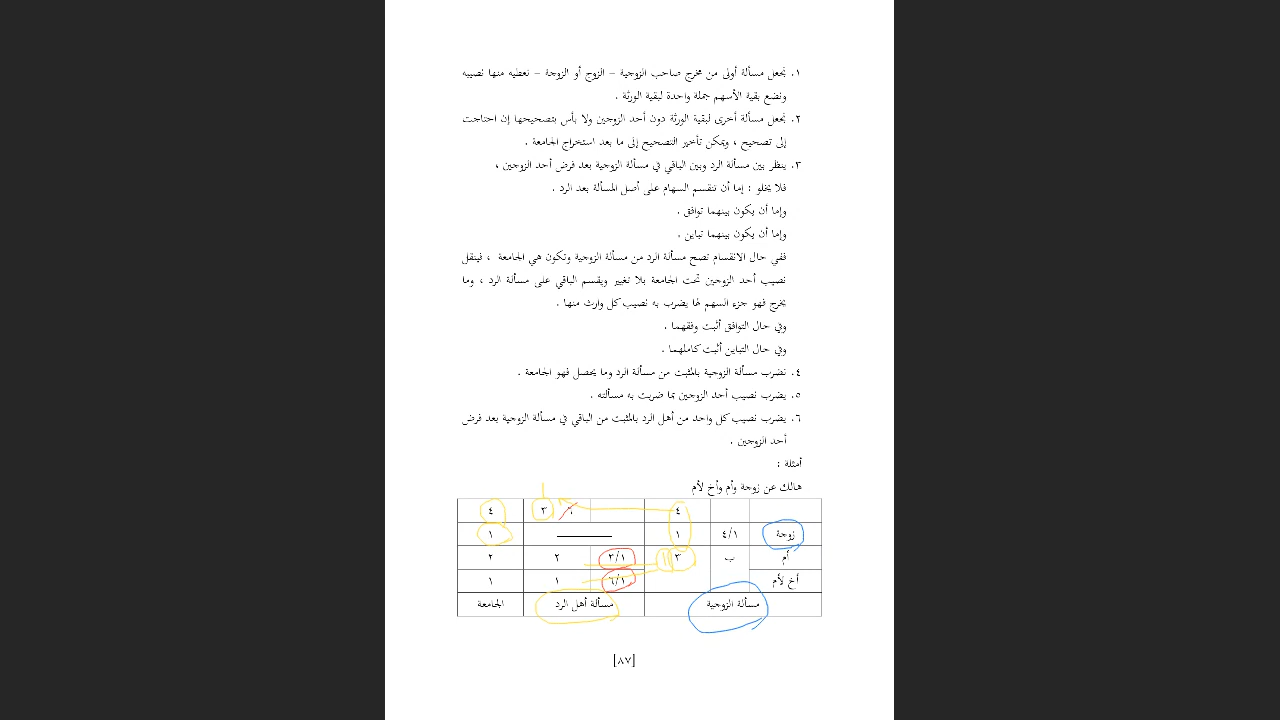 ١. نجعل مسألة أولى من مخرج صاحب الزوجية – الزوج أو الزوجة – نعطيه منها نصيبه
ونضع بقية الأسهم جملة واحدة لبقية الورثة .
٢. نجعل مسألة أخرى لبقية الورثة دون أحد الزوجين ولا بأس بتصحيحها إن احتاجت
إلى تصحيح ، ويمكن تأخير التصحيح إلى ما بعد استخراج الجامعة .
٣. ينظر بين مسألة الرد وبين الباقي في مسألة الزوجية بعد فرض أحد الزوجين ،
فلا يخلو : إما أن تنقسم السهام على أصل المسألة بعد الرد .
وإما أن يكون بينهما توافق .
وإما أن يكون بينهما تباين .
ففي حال الانقسام تصح مسألة الرد من مسألة الزوجية وتكون هي الجامعة ، فينقل
نصيب أحد الزوجين تحت الجامعة بلا تغيير ويقسم الباقي على مسألة الرد ، وما
يخرج فهو جزء السهم لها يضرب به نصيب كل وارث منها .
وفي حال التوافق أثبت وفقهما .
وفي حال التباين أثبت كاملهما .
٤. نضرب مسألة الزوجية بالمثبت من مسألة الرد وما يحصل فهو الجامعة .
٥. يضرب نصيب أحد الزوجين بما ضربت به مسألته .
٦. يضرب نصيب كل واحد من أهل الرد بالمثبت من الباقي في مسألة الزوجية بعد فرض
أحد الزوجين .
أمثلة :
هالك عن زوجة وأم وأخ لأم
٤ ٣ ٤
زوجة ٤/١ ١ ١
أم ب ٣ ٣/١ ٢ ٢
أخ لأم ٦/١ ١ ١
مسألة الزوجية مسألة أهل الرد الجامعة
[٨٧]